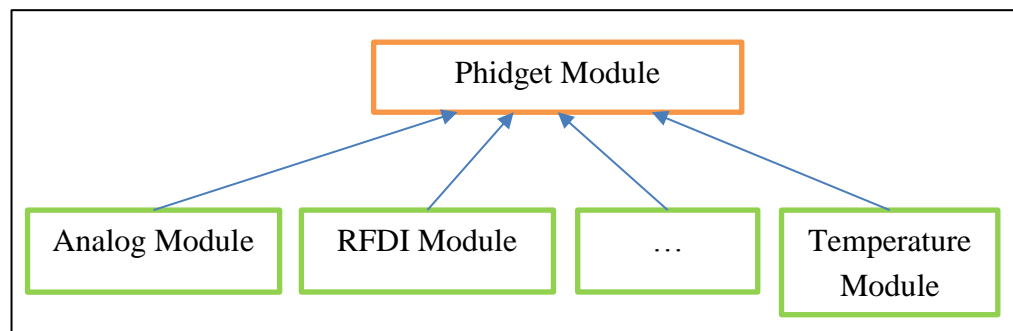 Phidget Module
Analog Module
RFDI Module
…
Temperature
Module